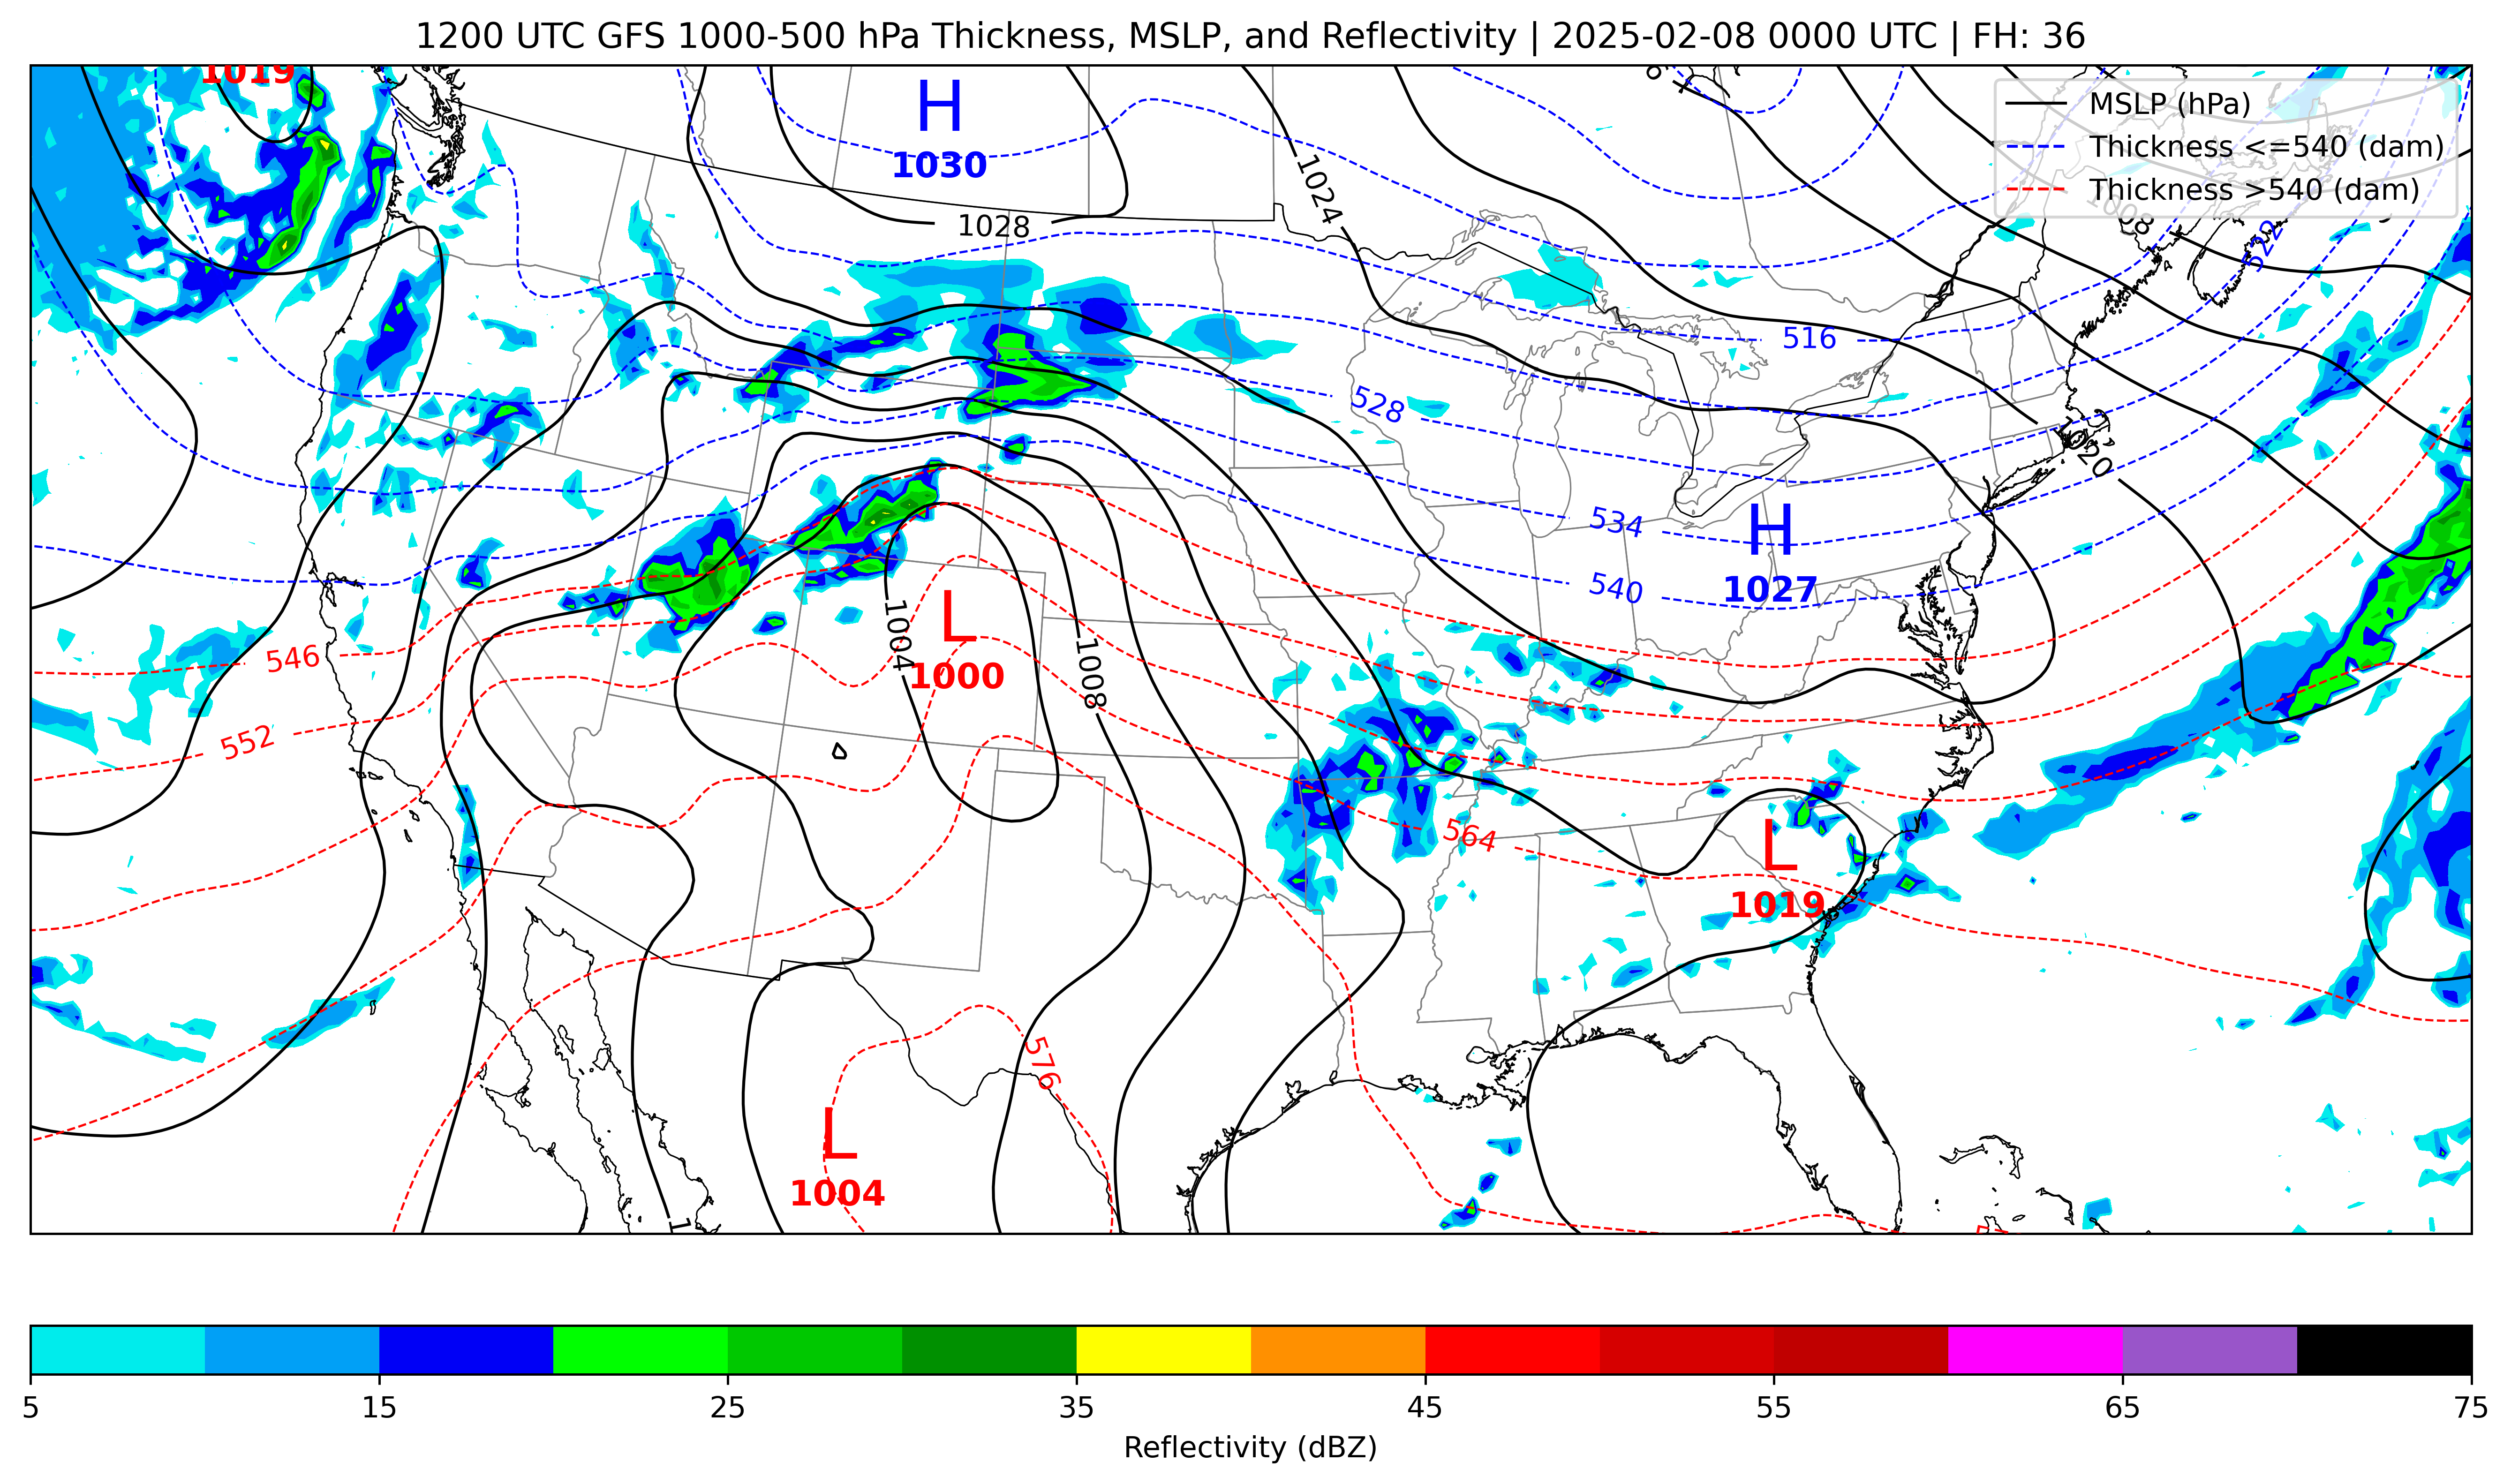 1200 UTC GFS 1000-500 hPa Thickness, MSLP, and Reflectivity | 2025-02-08 0000 UTC | FH: 36
1019
H
1030
1028
1024
MSLP (hPa)
Thickness <=540 (dam)
Thickness >540 (dam)
1008
522
516
528
1020
534
H
1027
540
546
552
L
1000
1004
1008
564
L
1019
576
L
1004
5 15 25 35 45 55 65 75
Reflectivity (dBZ)